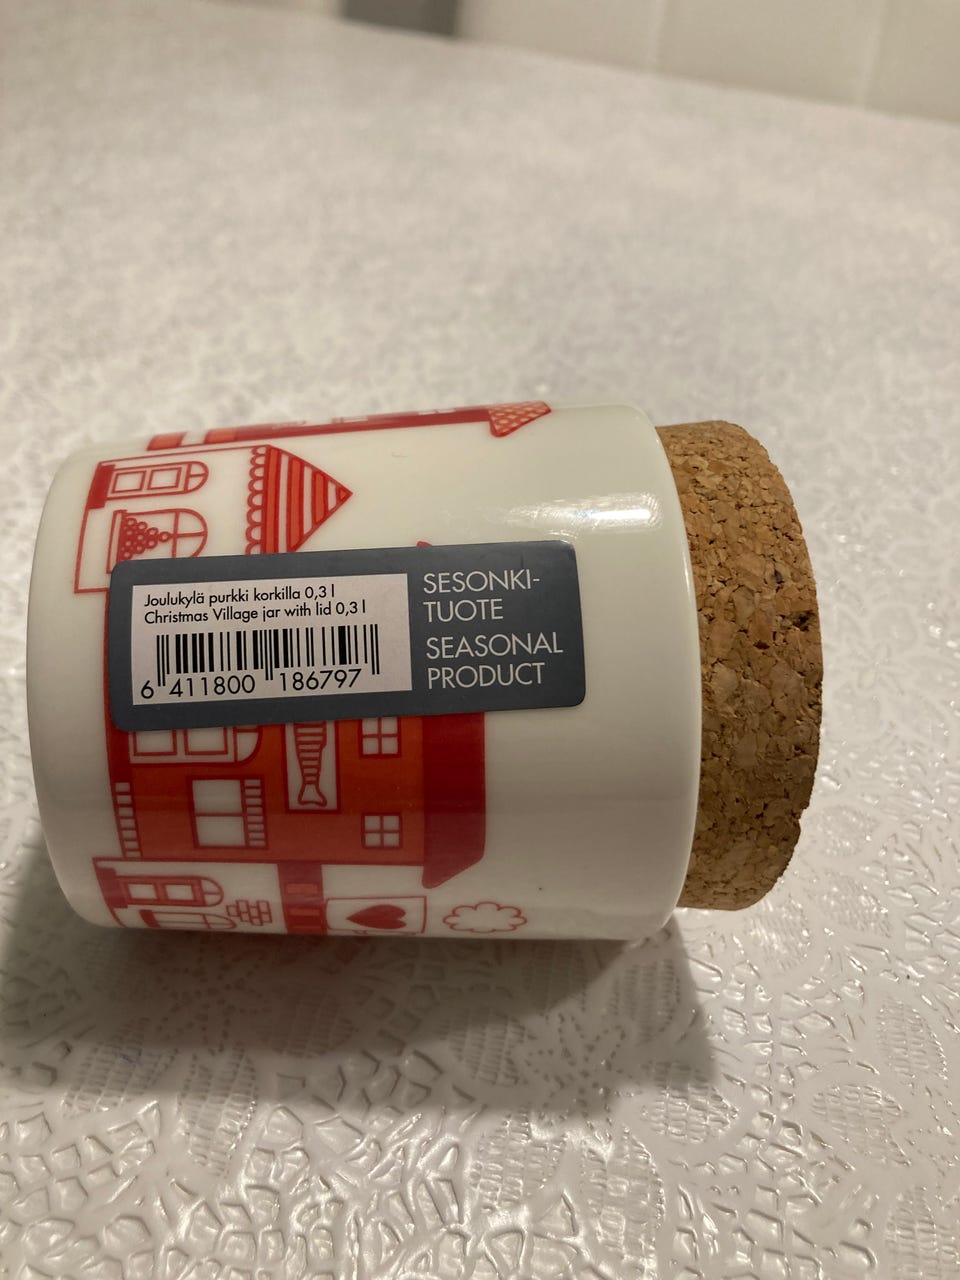 Joulukylä purkki korkilla 0,3 l
Christmas Village jar with lid 0,3 l
6 411800 186797
SESONKI-
TUOTE
SEASONAL
PRODUCT